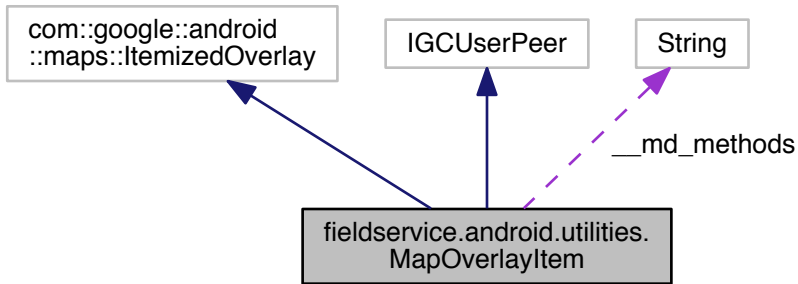 com::google::android
::maps::ItemizedOverlay
IGCUserPeer
String
__md_methods
fieldservice.android.utilities.
MapOverlayItem